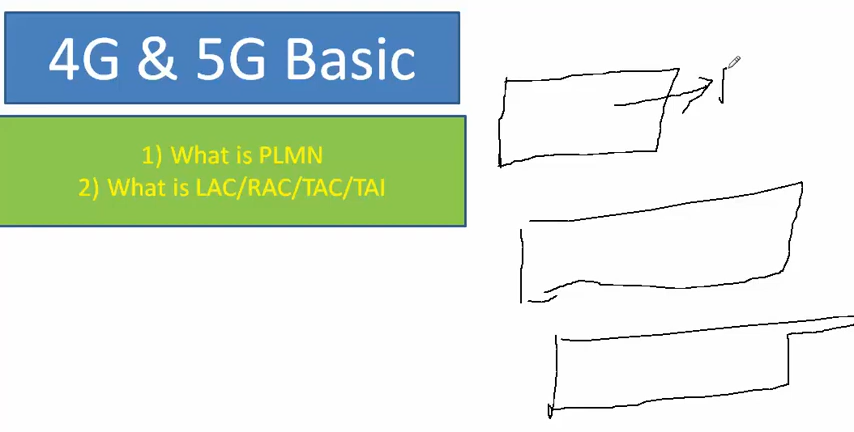 4G & 5G Basic
1) What is PLMN
2) What is LAC/RAC/TAC/TAI